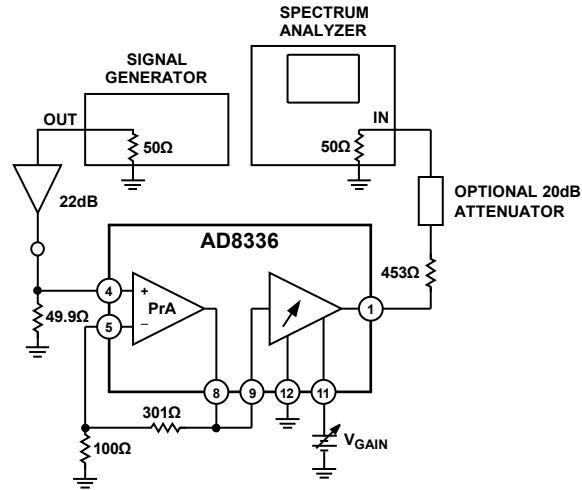 SPECTRUM
ANALYZER
SIGNAL
GENERATOR
OUT
IN
50Ω
50Ω
22dB
OPTIONAL 20dB
ATTENUATOR
AD8336
453Ω
4
+
PrA
1
49.9Ω
5
–
8
9
12
11
301Ω
100Ω
VGAIN